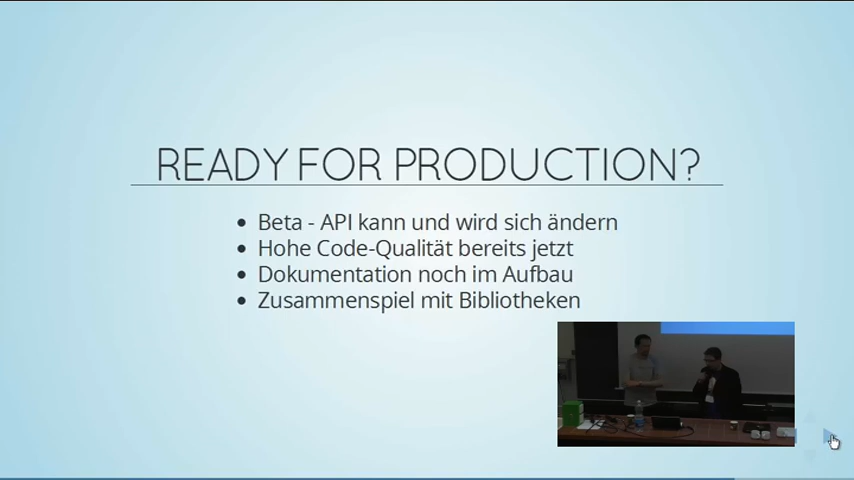 READY FOR PRODUCTION?
Beta - API kann und wird sich ändern
Hohe Code-Qualität bereits jetzt
Dokumentation noch im Aufbau
Zusammenspiel mit Bibliotheken